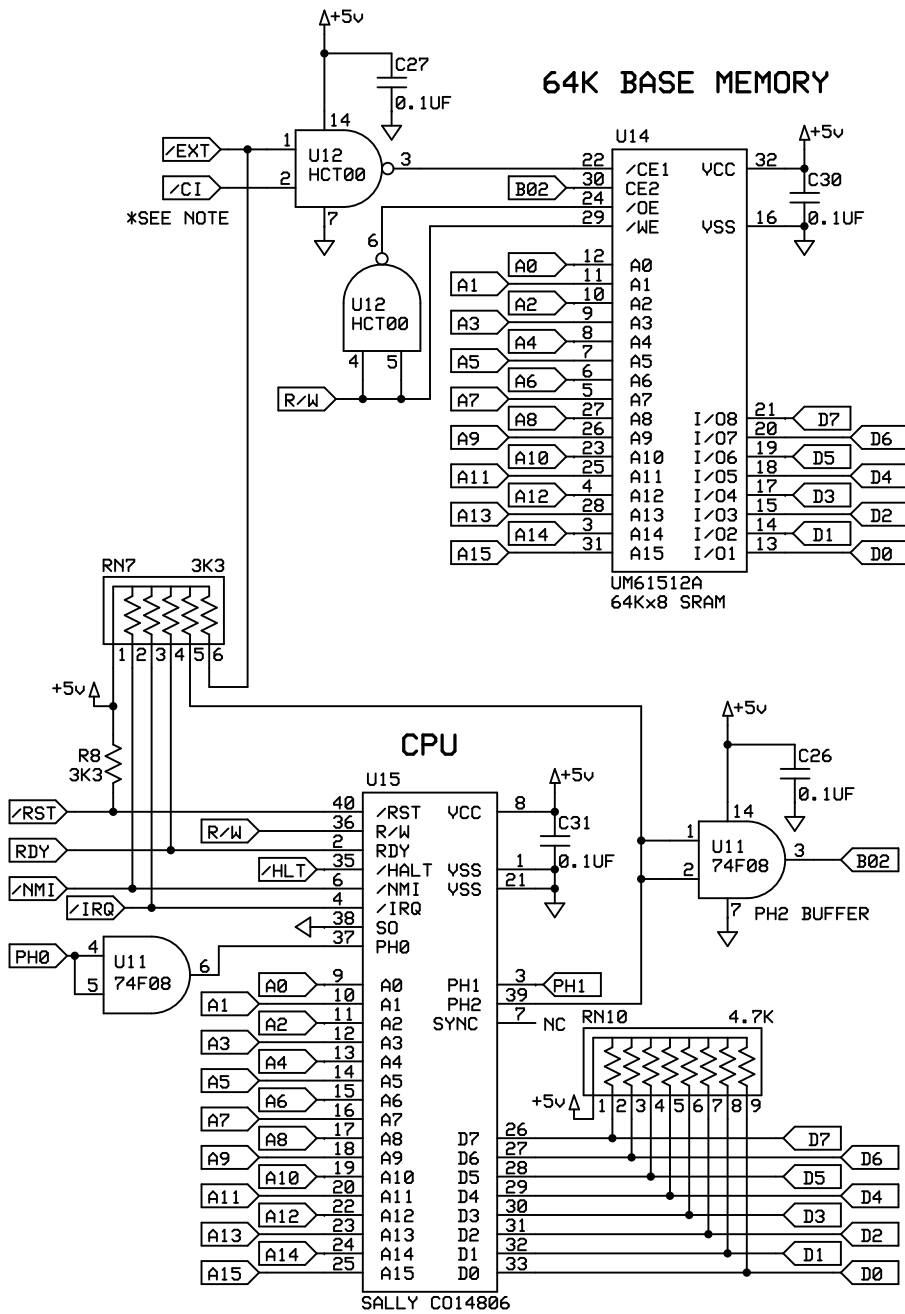 +5v
C27
0.1UF
64K BASE MEMORY
14
/EXT
1
U12
HCT00
3
/CI
2
*SEE NOTE
7
6
U12
HCT00
4
5
R/W
U14
+5v
22 /CE1 VCC 32
C30
B02 30 CE2
24 /OE
0.1UF
29 /WE VSS 16
A0 12 A0
A1 11 A1
A2 10 A2
A3 9 A3
A4 8 A4
A5 7 A5
A6 6 A6
A7 5 A7
A8 27 A8 I/O8 21 D7
A9 26 A9 I/O7 20 D6
A10 23 A10 I/O6 19 D5
A11 25 A11 I/O5 18 D4
A12 4 A12 I/O4 17 D3
A13 28 A13 I/O3 15 D2
A14 3 A14 I/O2 14 D1
A15 31 A15 I/O1 13 D0
UM61512A
64Kx8 SRAM
RN7 3K3
1 2 3 4 5 6
+5v
R8
3K3
CPU
U15
+5v
C31
0.1UF
/RST 40 /RST VCC 8
R/W 36 R/W
RDY 2 RDY
/HLT 35 /HALT VSS 1
/NMI 6 /NMI VSS 21
/IRQ 4 /IRQ
38 SO
37 PH0
PH0
4
5
U11
74F08
6
+5v
C26
0.1UF
14
1
2
U11
74F08
3
B02
7 PH2 BUFFER
A0 9 A0 PH1 3 PH1
A1 10 A1 PH2 39
A2 11 A2 SYNC 7 NC
A3 12 A3
A4 13 A4
A5 14 A5
A6 15 A6
A7 16 A7
RN10 4.7K
+5v
1 2 3 4 5 6 7 8 9
A8 17 A8 D7 26 D7
A9 18 A9 D6 27 D6
A10 19 A10 D5 28 D5
A11 20 A11 D4 29 D4
A12 22 A12 D3 30 D3
A13 23 A13 D2 31 D2
A14 24 A14 D1 32 D1
A15 25 A15 D0 33 D0
SALLY CO14806